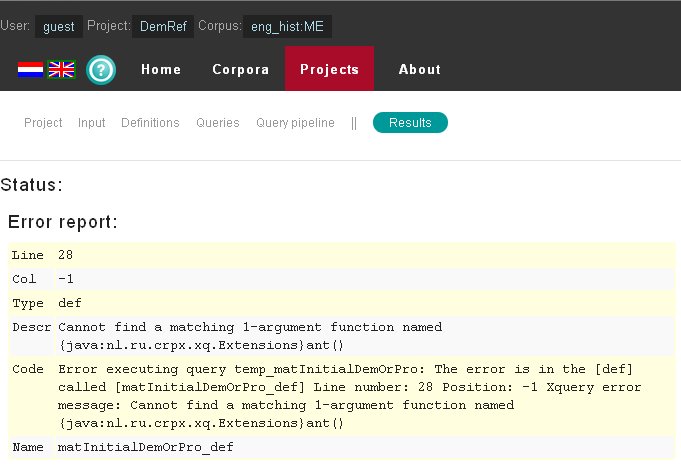 User: guest Project: DemRef Corpus: eng_hist:ME
? Home Corpora Projects About
Project Input Definitions Queries Query pipeline || Results
Status:
Error report:
Line 28
Col -1
Type def
Descr Cannot find a matching 1-argument function named
{java:nl.ru.crpx.xq.Extensions}ant()
Code Error executing query temp_matInitialDemOrPro: The error is in the [def]
called [matInitialDemOrPro_def] Line number: 28 Position: -1 Xquery error
message: Cannot find a matching 1-argument function named
{java:nl.ru.crpx.xq.Extensions}ant()
Name matInitialDemOrPro_def